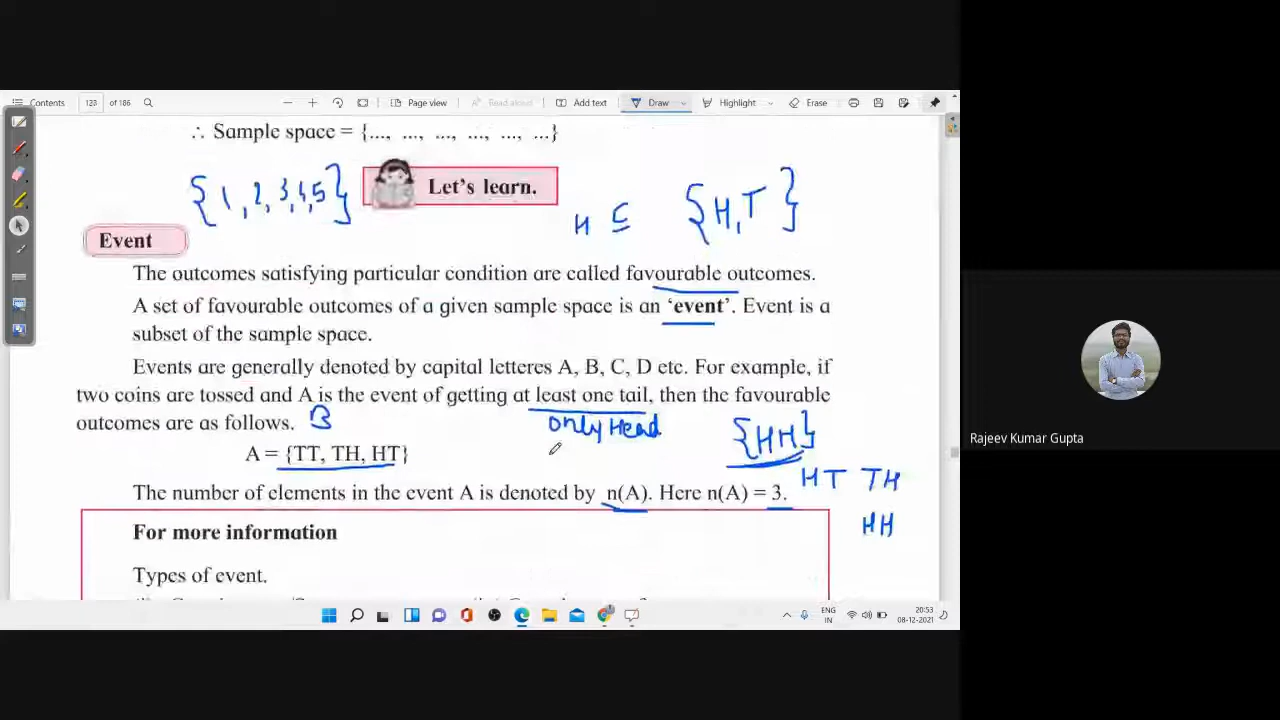 Contents 123 of 186 Page view Read aloud Add text Draw Highlight Erase
∴ Sample space = {..., ..., ..., ..., ..., ...}
{1, 2, 3, 4, 5} Let's learn. H ⊆ {H, T}
Event
The outcomes satisfying particular condition are called favourable outcomes.
A set of favourable outcomes of a given sample space is an ‘event’. Event is a
subset of the sample space.
Events are generally denoted by capital letteres A, B, C, D etc. For example, if
two coins are tossed and A is the event of getting at least one tail, then the favourable
outcomes are as follows. B only Head {HH}
A = {TT, TH, HT}
HT TH
The number of elements in the event A is denoted by n(A). Here n(A) = 3.
HH
For more information
Types of event.
Rajeev Kumar Gupta
ENG 20:53
IN 08-12-2021